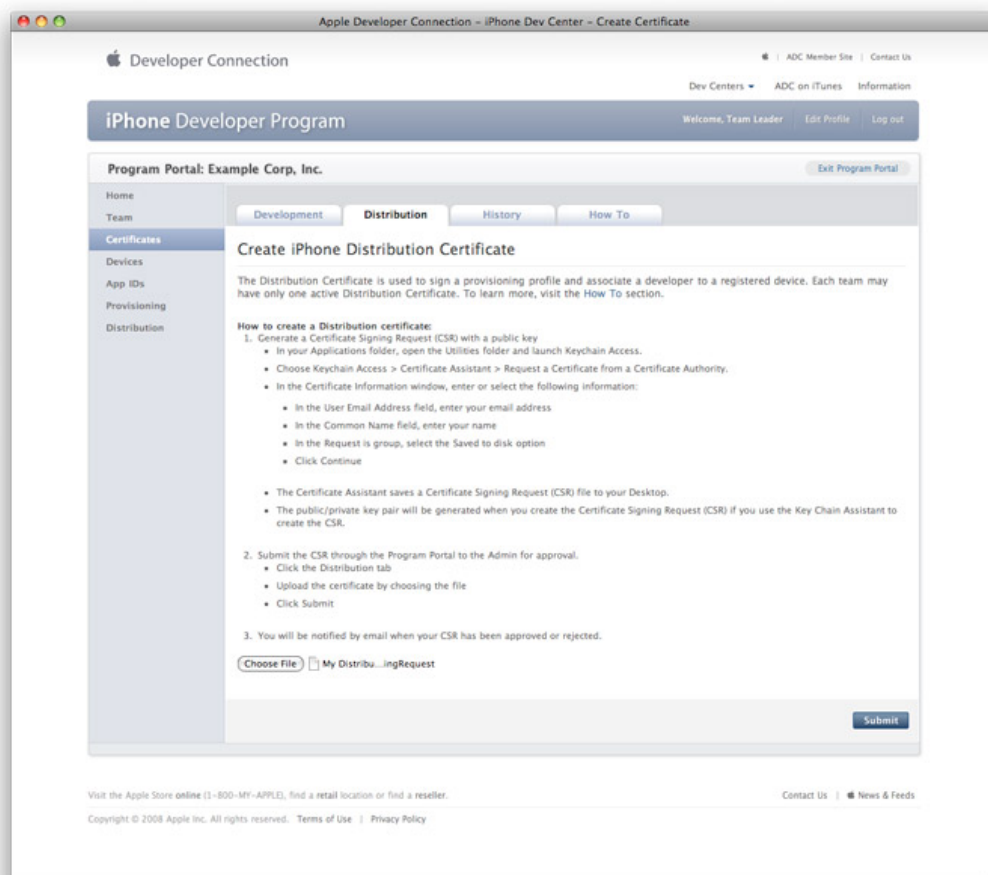 Apple Developer Connection – iPhone Dev Center – Create Certificate
Developer Connection
| ADC Member Site | Contact Us
Dev Centers ADC on iTunes Information
iPhone Developer Program
Welcome, Team Leader Edit Profile Log out
Program Portal: Example Corp, Inc.
Exit Program Portal
Home
Team
Certificates
Devices
App IDs
Provisioning
Distribution
Development Distribution History How To
Create iPhone Distribution Certificate
The Distribution Certificate is used to sign a provisioning profile and associate a developer to a registered device. Each team may
have only one active Distribution Certificate. To learn more, visit the How To section.
How to create a Distribution certificate:
1. Generate a Certificate Signing Request (CSR) with a public key
• In your Applications folder, open the Utilities folder and launch Keychain Access.
• Choose Keychain Access > Certificate Assistant > Request a Certificate from a Certificate Authority.
• In the Certificate Information window, enter or select the following information:
• In the User Email Address field, enter your email address
• In the Common Name field, enter your name
• In the Request is group, select the Saved to disk option
• Click Continue
• The Certificate Assistant saves a Certificate Signing Request (CSR) file to your Desktop.
• The public/private key pair will be generated when you create the Certificate Signing Request (CSR) if you use the Key Chain Assistant to
create the CSR.
2. Submit the CSR through the Program Portal to the Admin for approval.
• Click the Distribution tab
• Upload the certificate by choosing the file
• Click Submit
3. You will be notified by email when your CSR has been approved or rejected.
Choose File My Distribu...ingRequest
Submit
Visit the Apple Store online (1-800-MY-APPLE), find a retail location or find a reseller.
Contact Us | News & Feeds
Copyright © 2008 Apple Inc. All rights reserved. Terms of Use | Privacy Policy